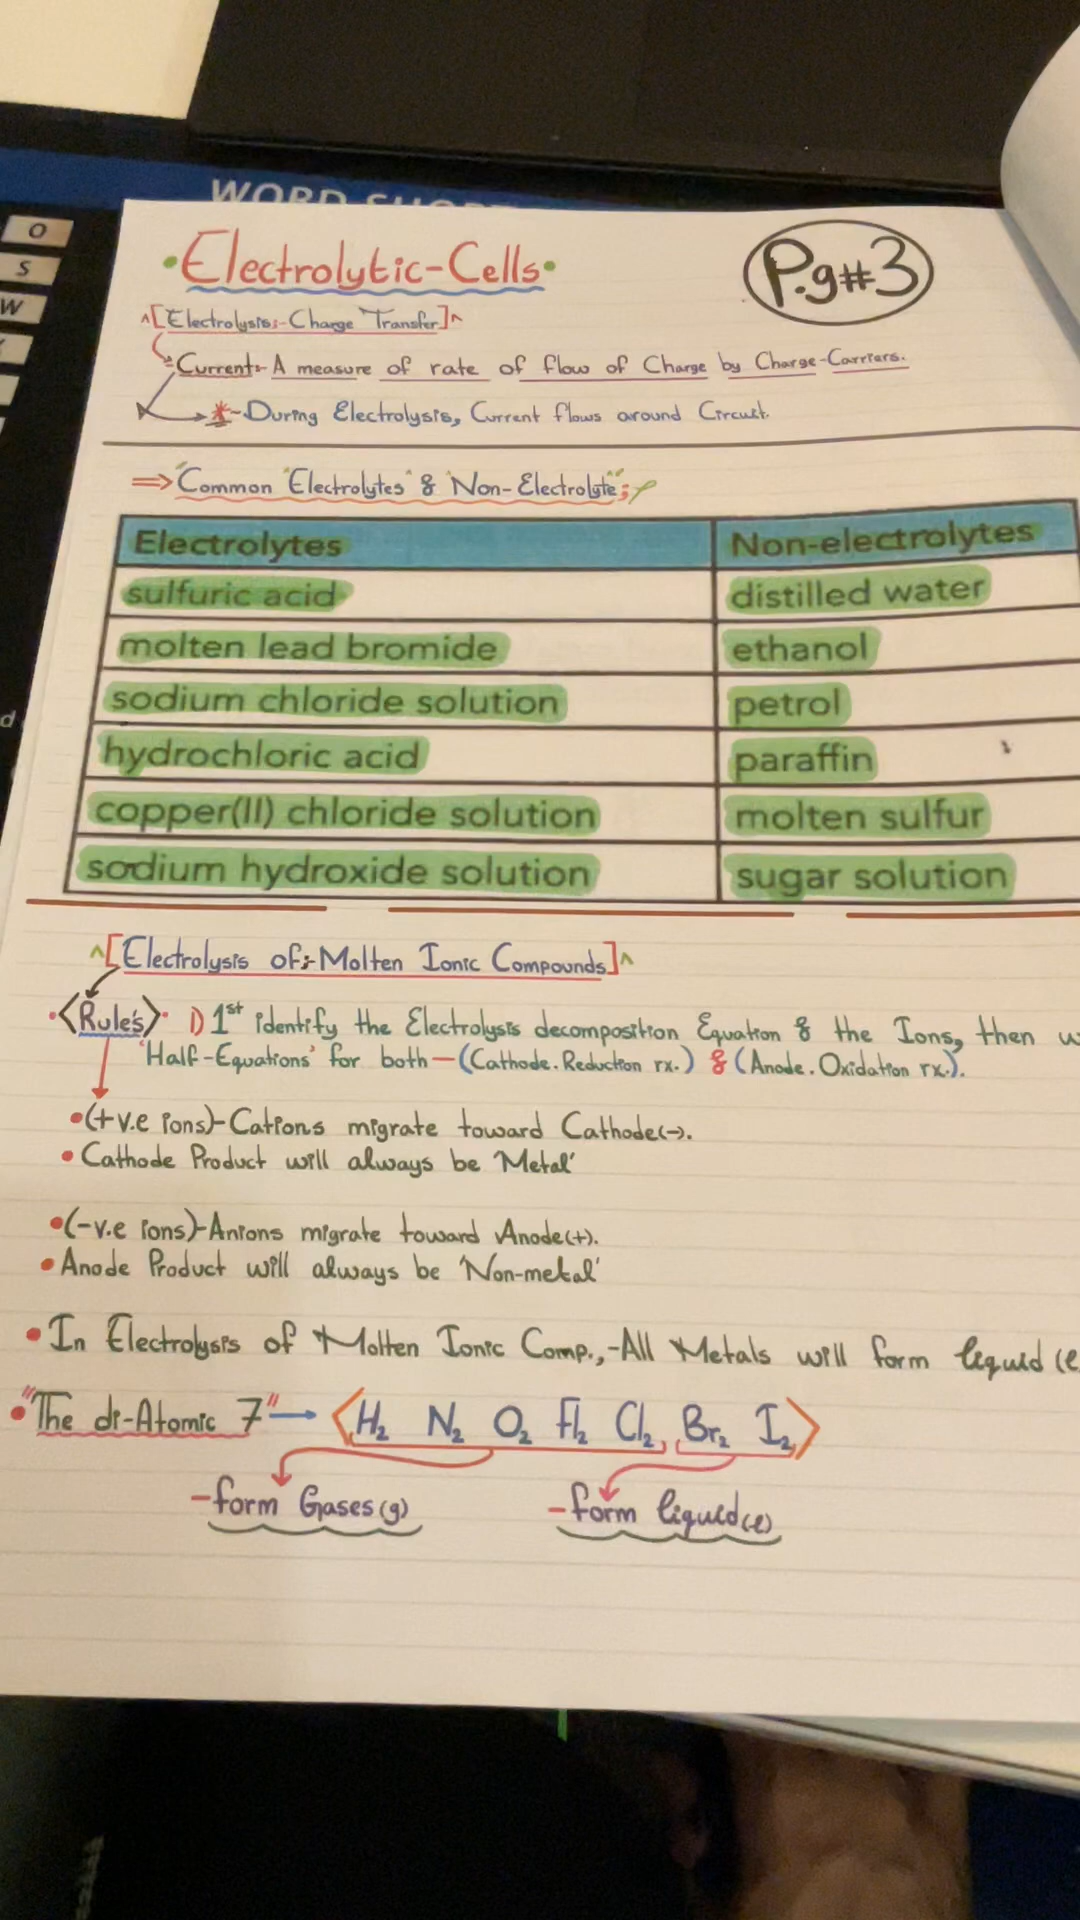 WORD
O
S
W
d
•Electrolytic-Cells•
P.g#3
^[Electrolysis:-Charge Transfer]^
Current:- A measure of rate of flow of Charge by Charge-Carriers.
*-During Electrolysis, Current flows around Circuit.
⇒ Common "Electrolytes" & "Non-Electrolyte";
Electrolytes Non-electrolytes
sulfuric acid distilled water
molten lead bromide ethanol
sodium chloride solution petrol
hydrochloric acid paraffin
copper(II) chloride solution molten sulfur
sodium hydroxide solution sugar solution
^[Electrolysis of:-Molten Ionic Compounds]^
•<Rule's>• 1) 1st identify the Electrolysis decomposition Equation & the Ions, then
'Half-Equations' for both-(Cathode.Reduction rx.) & (Anode.Oxidation rx.).
•(+v.e ions)-Cations migrate toward Cathode(-).
•Cathode Product will always be 'Metal'
•(-v.e ions)-Anions migrate toward Anode(+).
•Anode Product will always be 'Non-metal'
•In Electrolysis of Molten Ionic Comp.,-All Metals will form liquid (l
•"The di-Atomic 7"→ <H₂ N₂ O₂ Fl₂ Cl₂, Br₂ I₂>
-form Gases(g) -form liquid(l)